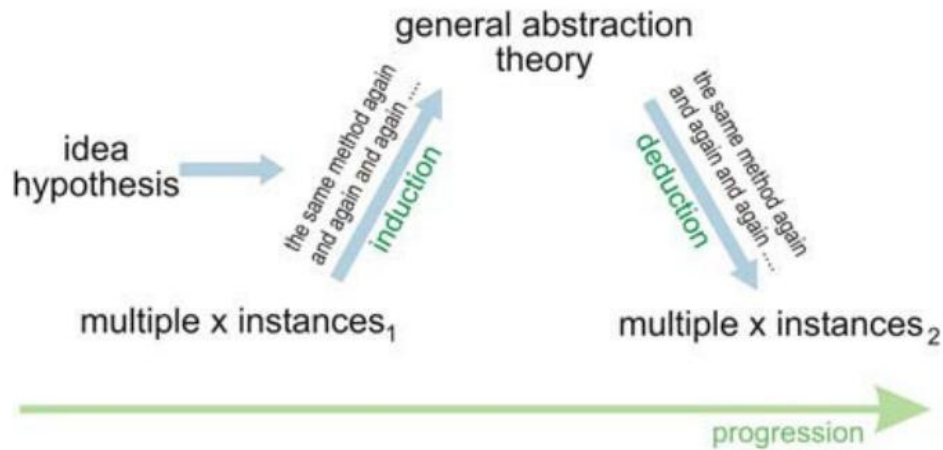 general abstraction
theory
idea
hypothesis
the same method again
and again and again ....
induction
the same method again
and again and again ....
deduction
multiple x instances₁
multiple x instances₂
progression